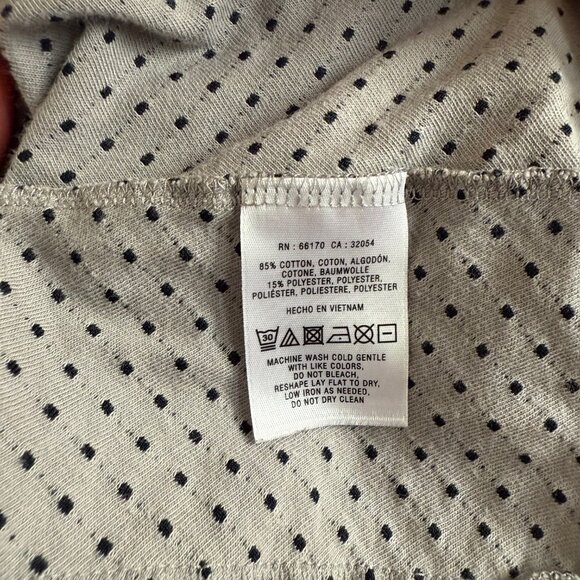 RN : 66170 CA : 32054
85% COTTON, COTON, ALGODÓN,
COTONE, BAUMWOLLE
15% POLYESTER, POLYESTER,
POLIÉSTER, POLIESTERE, POLYESTER
HECHO EN VIETNAM
30
MACHINE WASH COLD GENTLE
WITH LIKE COLORS,
DO NOT BLEACH,
RESHAPE LAY FLAT TO DRY.
LOW IRON AS NEEDED.
DO NOT DRY CLEAN